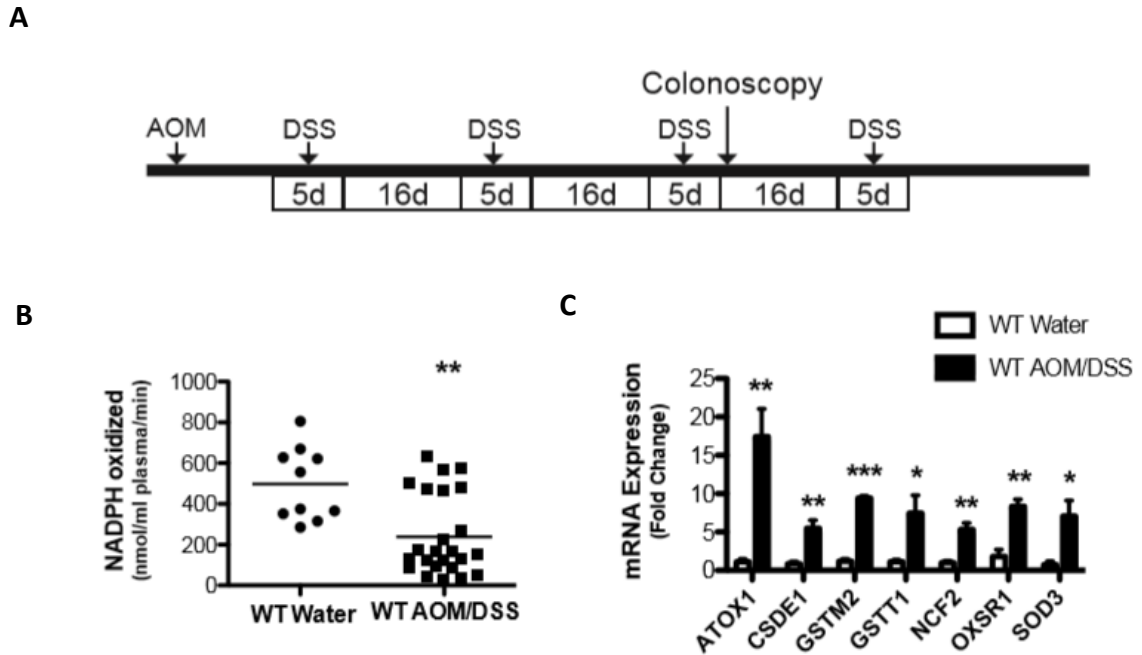 A
Colonoscopy
AOM DSS DSS DSS DSS
5d 16d 5d 16d 5d 16d 5d
B
NADPH oxidized
(nmol/ml plasma/min)
1000
800
600
400
200
0
**
WT Water WT AOM/DSS
C
WT Water
WT AOM/DSS
mRNA Expression
(Fold Change)
25
20
15
10
5
0
** ** *** * ** ** *
ATOX1 CSDE1 GSTM2 GSTT1 NCF2 OXSR1 SOD3